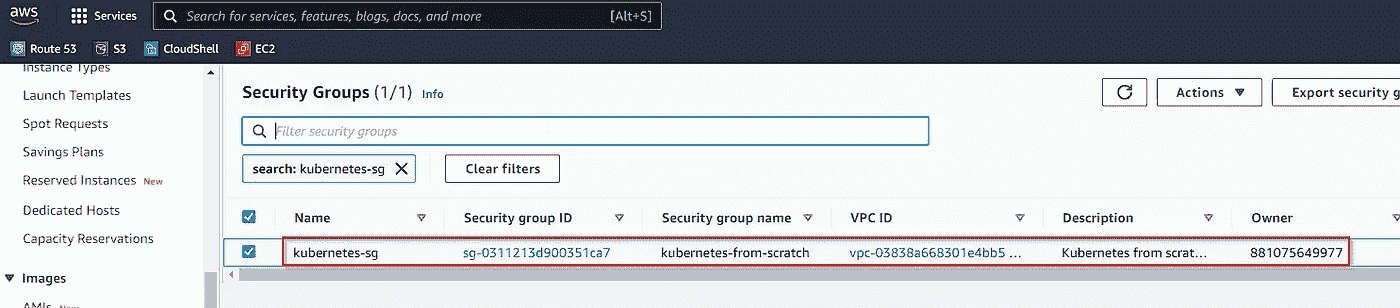 aws Services Search for services, features, blogs, docs, and more [Alt+S]
Route 53 S3 CloudShell EC2
Instance Types
Launch Templates
Spot Requests
Savings Plans
Reserved Instances New
Dedicated Hosts
Capacity Reservations
Images
AMIs New
Security Groups (1/1) Info
Actions
Export security g
Filter security groups
search: kubernetes-sg
Clear filters
Name Security group ID Security group name VPC ID Description Owner
kubernetes-sg sg-0311213d900351ca7 kubernetes-from-scratch vpc-03838a668301e4bb5 ... Kubernetes from scrat... 881075649977